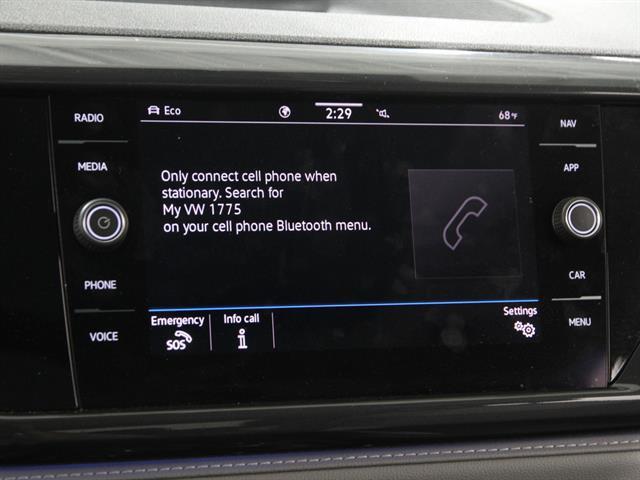 RADIO
MEDIA
PHONE
VOICE
Eco
2:29
68°F
Only connect cell phone when
stationary. Search for
My VW 1775
on your cell phone Bluetooth menu.
Emergency
SOS
Info call
i
Settings
NAV
APP
CAR
MENU